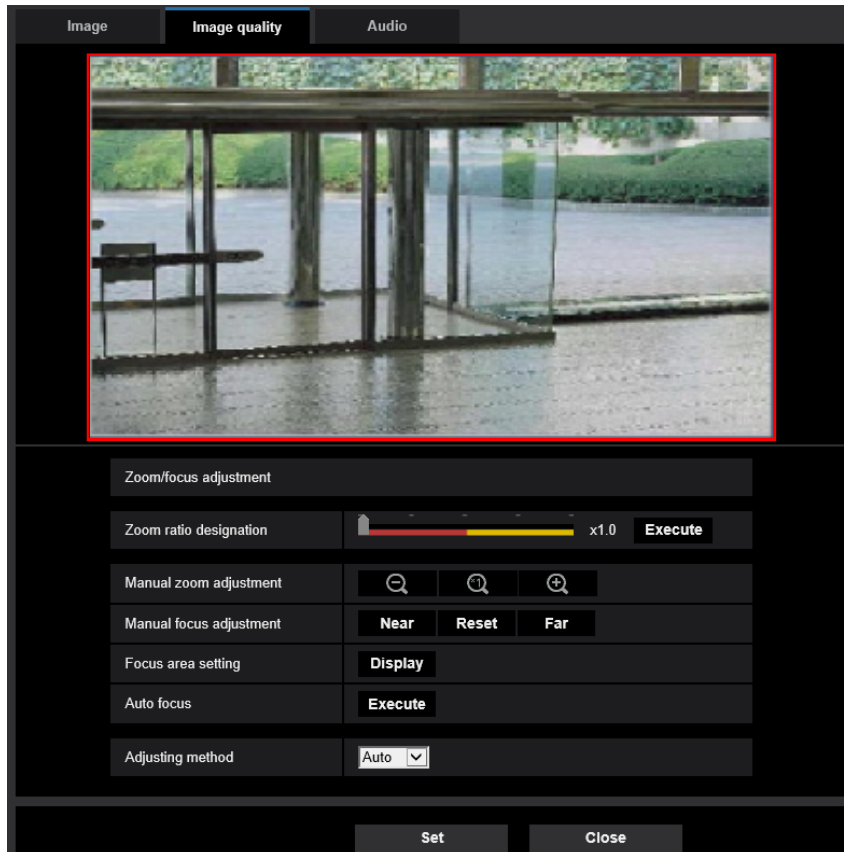 Image Image quality Audio
Zoom/focus adjustment
Zoom ratio designation x1.0 Execute
Manual zoom adjustment ×1
Manual focus adjustment Near Reset Far
Focus area setting Display
Auto focus Execute
Adjusting method Auto
Set Close